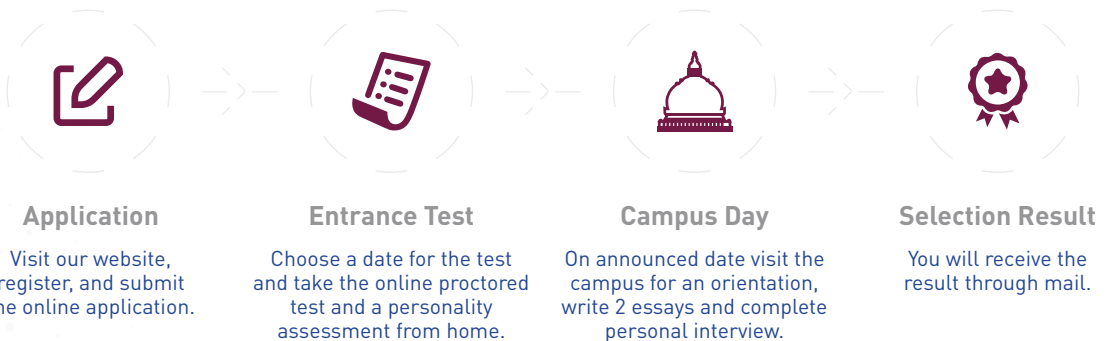 Application
Visit our website,
register, and submit
the online application.
Entrance Test
Choose a date for the test
and take the online proctored
test and a personality
assessment from home.
Campus Day
On announced date visit the
campus for an orientation,
write 2 essays and complete
personal interview.
Selection Result
You will receive the
result through mail.